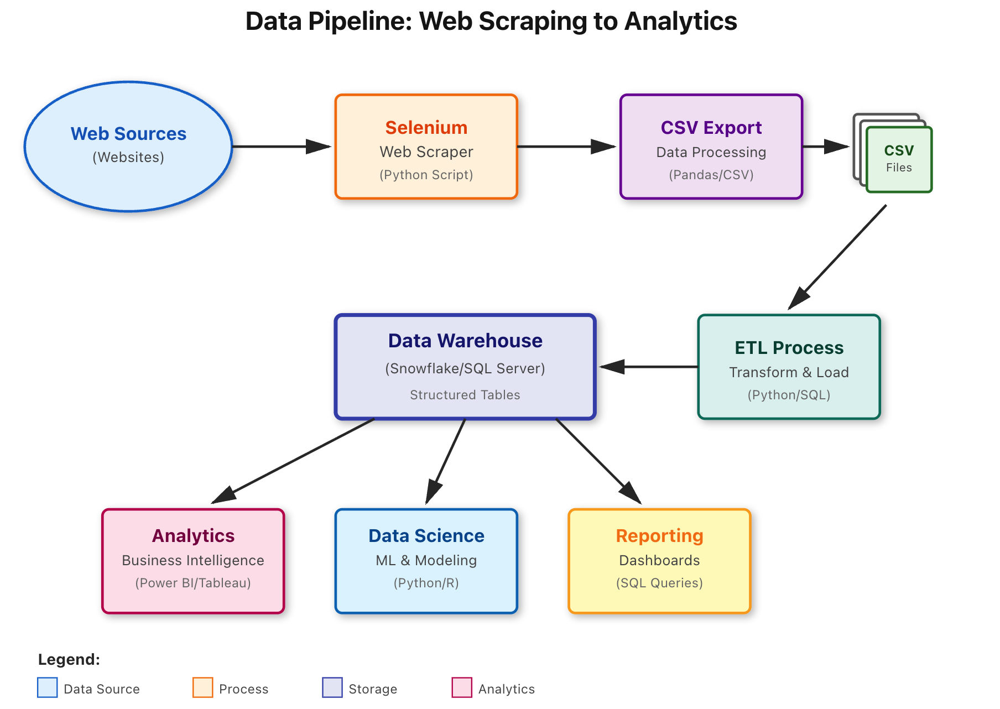 Data Pipeline: Web Scraping to Analytics
Web Sources
(Websites)
Selenium
Web Scraper
(Python Script)
CSV Export
Data Processing
(Pandas/CSV)
CSV
Files
Data Warehouse
(Snowflake/SQL Server)
Structured Tables
ETL Process
Transform & Load
(Python/SQL)
Analytics
Business Intelligence
(Power BI/Tableau)
Data Science
ML & Modeling
(Python/R)
Reporting
Dashboards
(SQL Queries)
Legend:
Data Source
Process
Storage
Analytics